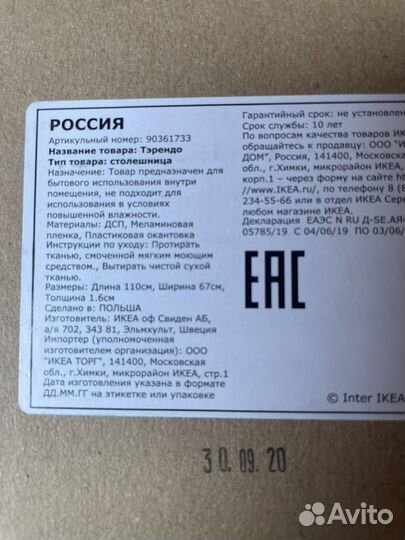 РОССИЯ
Артикульный номер: 90361733
Название товара: Тэрендо
Тип товара: столешница
Назначение: Товар предназначен для
бытового использования внутри
помещения, не подходит для
использования в условиях
повышенной влажности.
Материалы: ДСП, Меламиновая
пленка, Пластиковая окантовка
Инструкции по уходу: Протирать
тканью, смоченной мягким моющим
средством., Вытирать чистой сухой
тканью.
Размеры: Длина 110см, Ширина 67см,
Толщина 1.6см
Сделано в: ПОЛЬША
Изготовитель: ИКЕА оф Свиден АБ,
а/я 702, 343 81, Эльмхульт, Швеция
Импортер (уполномоченная
изготовителем организация): ООО
"ИКЕА ТОРГ", 141400, Московская
обл., г.Химки, микрорайон ИКЕА, стр.1
Дата изготовления указана в формате
ДД.ММ.ГГ на этикетке или упаковке
Гарантийный срок: не установлен
Срок службы: 10 лет
По вопросам качества товаров ИК
обращайтесь к продавцу: ООО "И
ДОМ", Россия, 141400, Московская
обл., г.Химки, микрорайон ИКЕА,
корп.1 – через форму на сайте ht
//www.IKEA.ru/, по телефону 8 (8
234-55-66 или в отдел ИКЕА Сер
любом магазине ИКЕА.
Декларация ЕАЭС N RU Д-SE.АЯ
05785/19 С 04/06/19 ПО 03/06/
ЕАС
© Inter IKEA
30.09.20
Avito